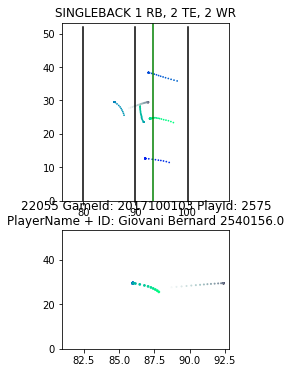 SINGLEBACK 1 RB, 2 TE, 2 WR
50
40
30
20
10
0
80 90 100
22055 GameId: 2017100103 PlayId: 2575
PlayerName + ID: Giovani Bernard 2540156.0
40
20
0
82.5 85.0 87.5 90.0 92.5